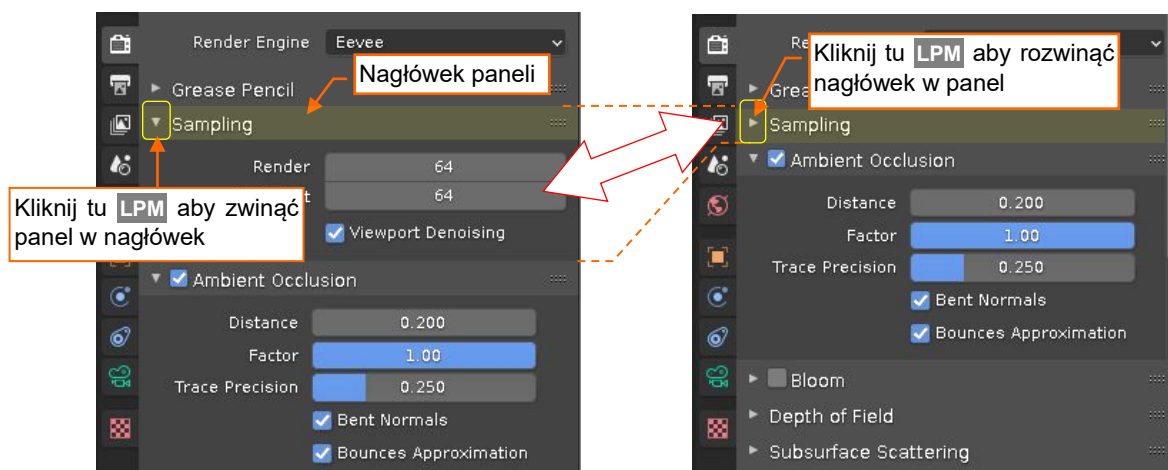 Render Engine Eevee
Nagłówek paneli
Grease Pencil
Sampling
Render 64
64
Kliknij tu LPM aby zwinąć
panel w nagłówek
Viewport Denoising
Ambient Occlusion
Distance 0.200
Factor 1.00
Trace Precision 0.250
Bent Normals
Bounces Approximation
Kliknij tu LPM aby rozwinąć
nagłówek w panel
Sampling
Ambient Occlusion
Distance 0.200
Factor 1.00
Trace Precision 0.250
Bent Normals
Bounces Approximation
Bloom
Depth of Field
Subsurface Scattering